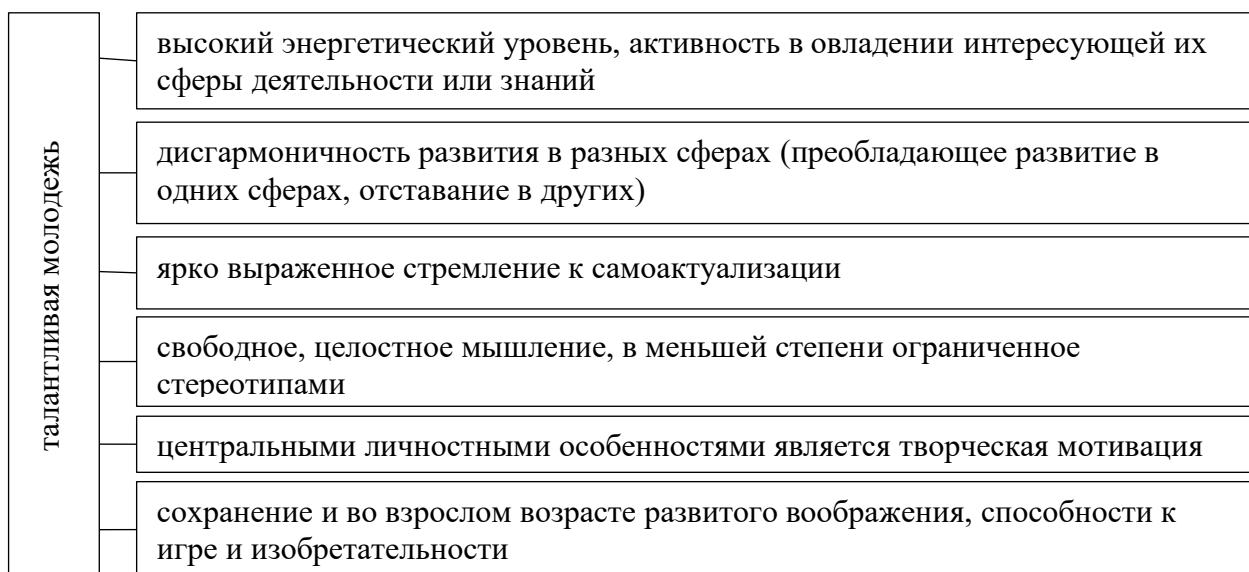 талантливая молодежь
высокий энергетический уровень, активность в овладении интересующей их
сферы деятельности или знаний
дисгармоничность развития в разных сферах (преобладающее развитие в
одних сферах, отставание в других)
ярко выраженное стремление к самоактуализации
свободное, целостное мышление, в меньшей степени ограниченное
стереотипами
центральными личностными особенностями является творческая мотивация
сохранение и во взрослом возрасте развитого воображения, способности к
игре и изобретательности